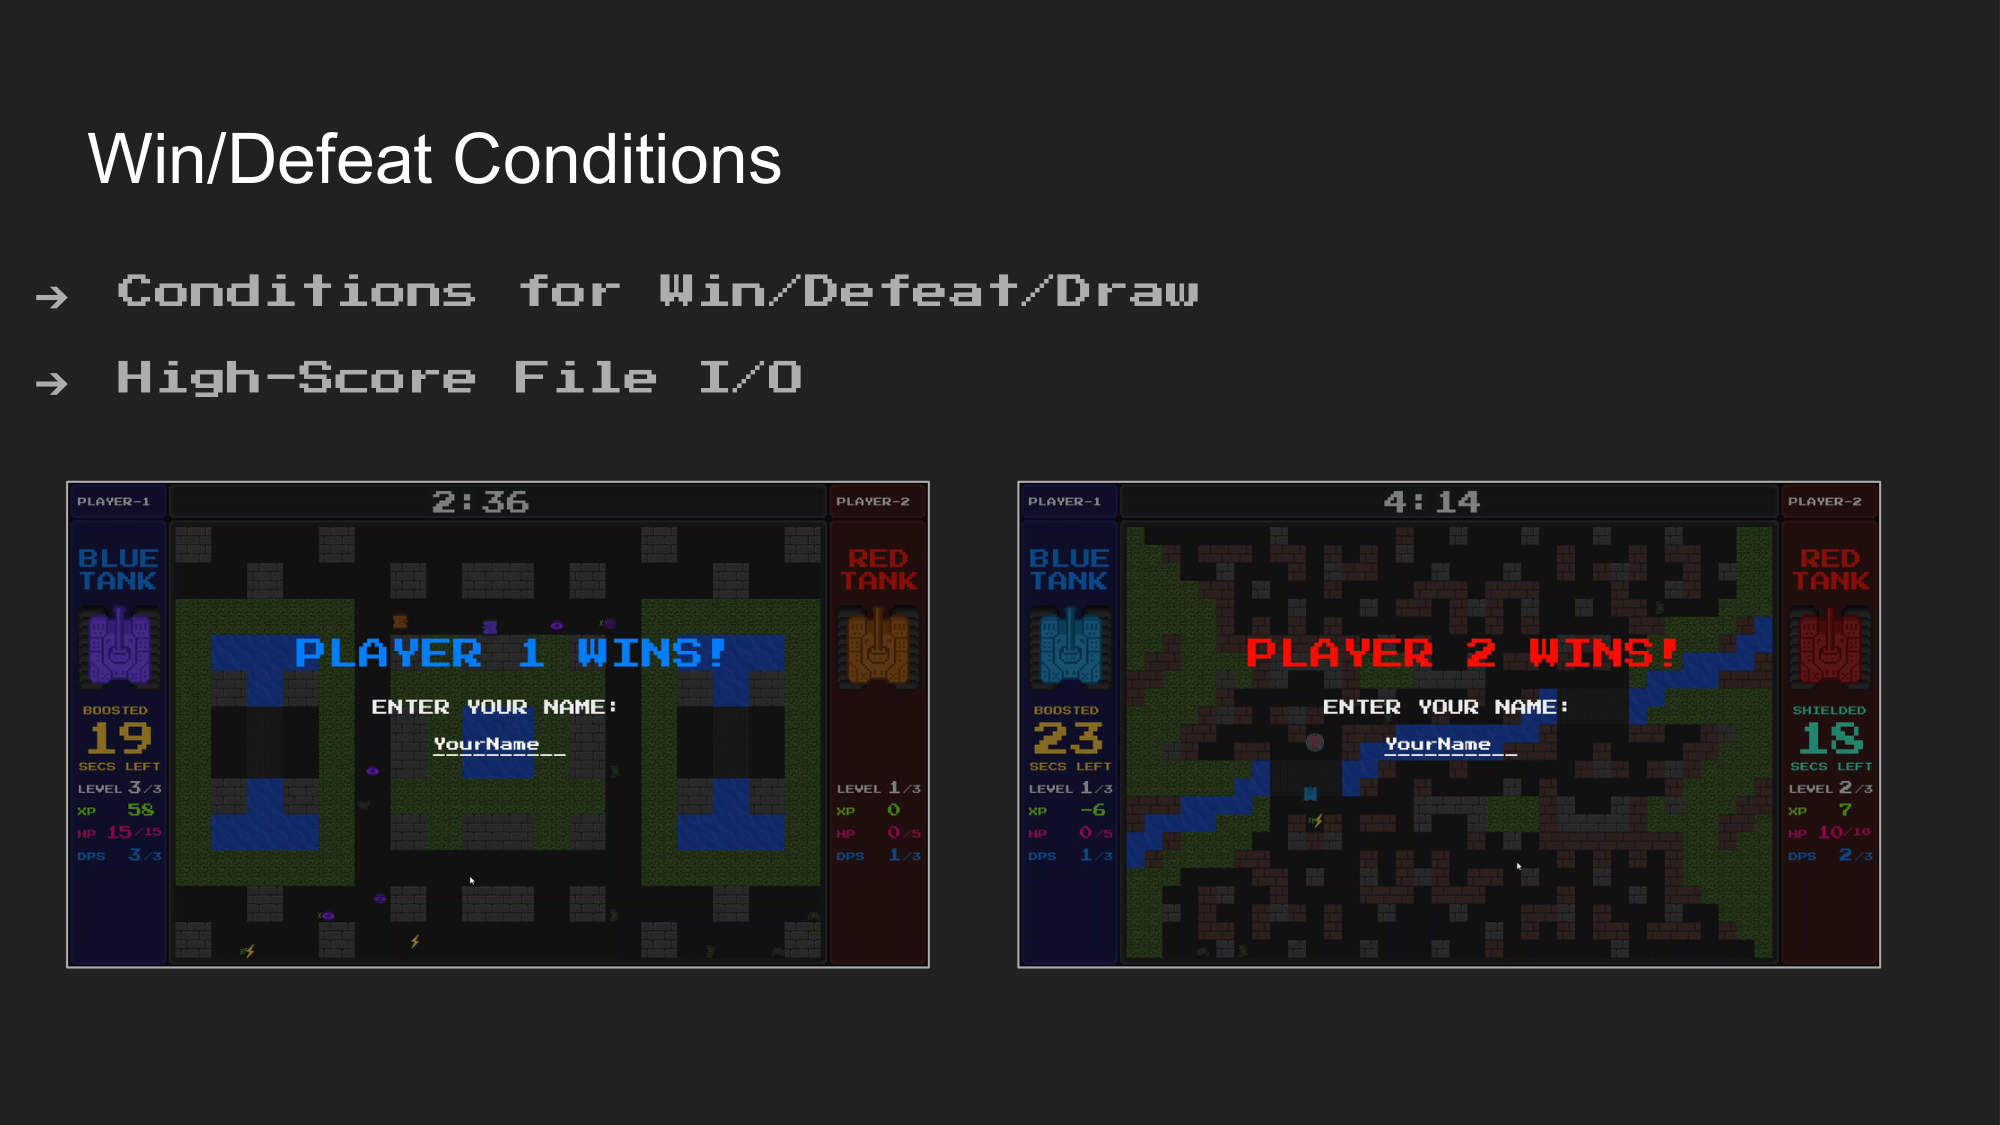 Win/Defeat Conditions
➔ Conditions for Win/Defeat/Draw
➔ High-Score File I/O
PLAYER-1
2:36
PLAYER-2
BLUE
TANK
RED
TANK
PLAYER 1 WINS!
ENTER YOUR NAME:
YourName__
BOOSTED
19
SECS LEFT
LEVEL 3/3
XP 58
HP 15/15
DPS 3/3
LEVEL 1/3
XP 0
HP 0/5
DPS 1/3
PLAYER-1
4:14
PLAYER-2
BLUE
TANK
RED
TANK
PLAYER 2 WINS!
ENTER YOUR NAME:
YourName__
BOOSTED
23
SECS LEFT
LEVEL 1/3
XP -6
HP 0/5
DPS 1/3
SHIELDED
18
SECS LEFT
LEVEL 2/3
XP 7
HP 10/10
DPS 2/3